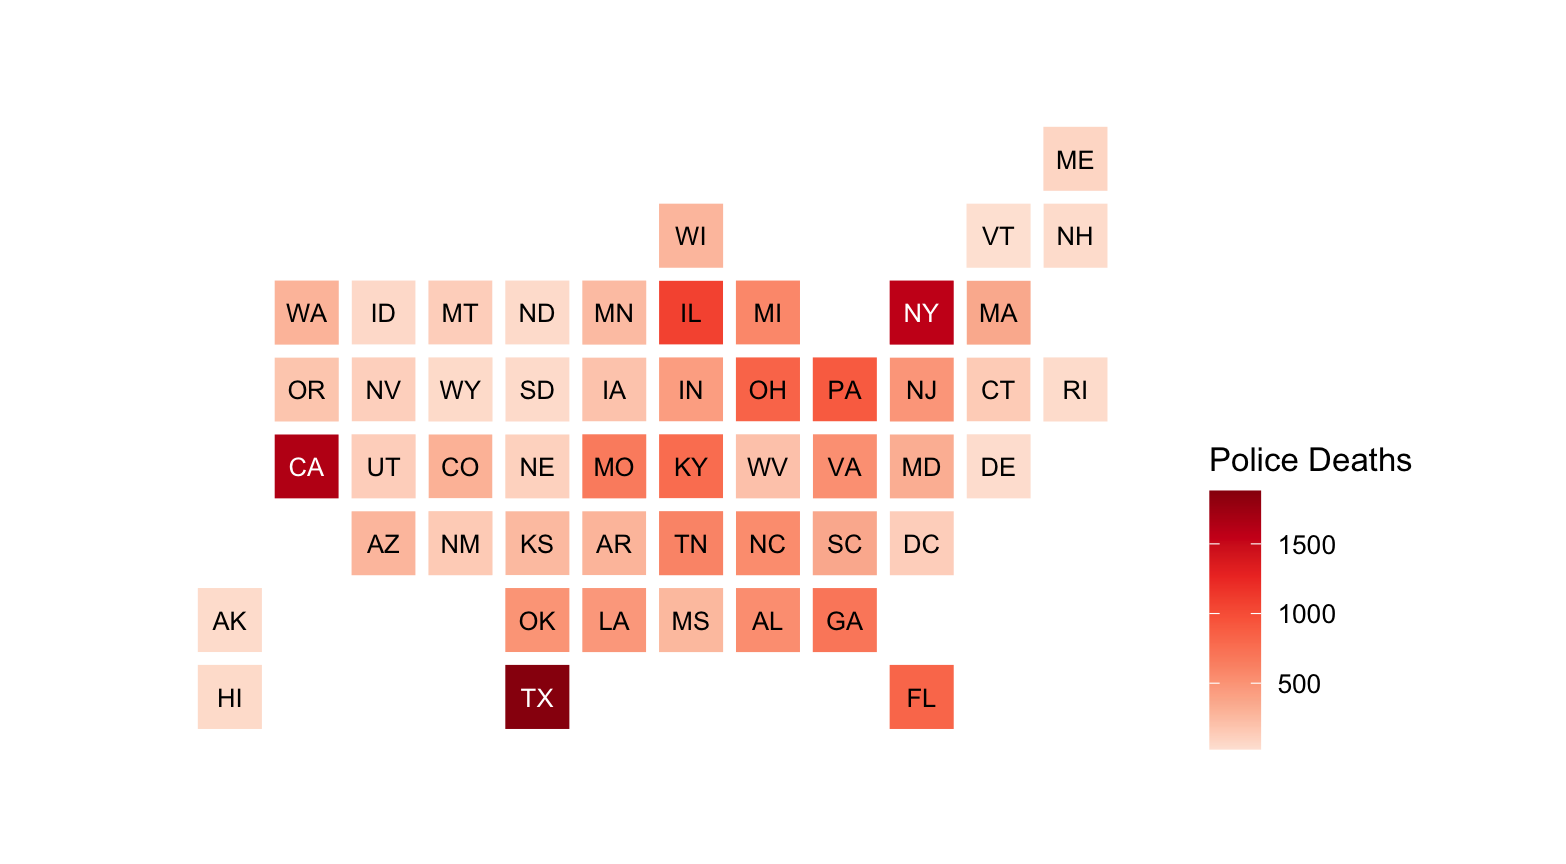 ME
WI VT NH
WA ID MT ND MN IL MI NY MA
OR NV WY SD IA IN OH PA NJ CT RI
CA UT CO NE MO KY WV VA MD DE
AZ NM KS AR TN NC SC DC
AK OK LA MS AL GA
HI TX FL
Police Deaths
1500
1000
500